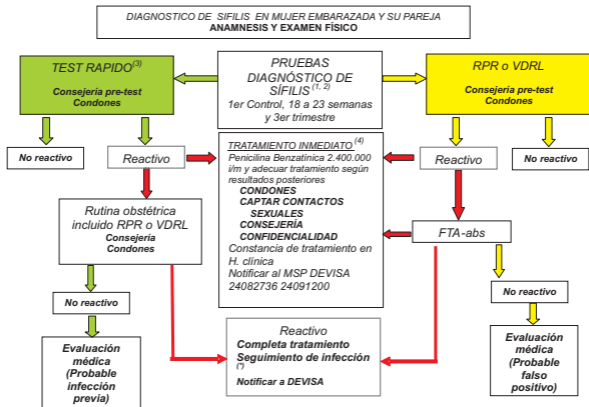 DIAGNOSTICO DE SIFILIS EN MUJER EMBARAZADA Y SU PAREJA
ANAMNESIS Y EXAMEN FÍSICO
TEST RAPIDO(3)
Consejería pre-test
Condones
PRUEBAS
DIAGNÓSTICO DE
SÍFILIS(1, 2)
1er Control, 18 a 23 semanas
y 3er trimestre
RPR o VDRL
Consejería pre-test
Condones
No reactivo
Reactivo
TRATAMIENTO INMEDIATO(4)
Penicilina Benzatínica 2.400.000
i/m y adecuar tratamiento según
resultados posteriores
CONDONES
CAPTAR CONTACTOS
SEXUALES
CONSEJERÍA
CONFIDENCIALIDAD
Constancia de tratamiento en
H. clínica
Notificar al MSP DEVISA
24082736 24091200
Reactivo
No reactivo
Rutina obstétrica
incluido RPR o VDRL
Consejería
Condones
FTA-abs
No reactivo
No reactivo
Evaluación
médica
(Probable
infección
previa)
Reactivo
Completa tratamiento
Seguimiento de infección
(*)
Notificar a DEVISA
Evaluación
médica
(Probable
falso
positivo)